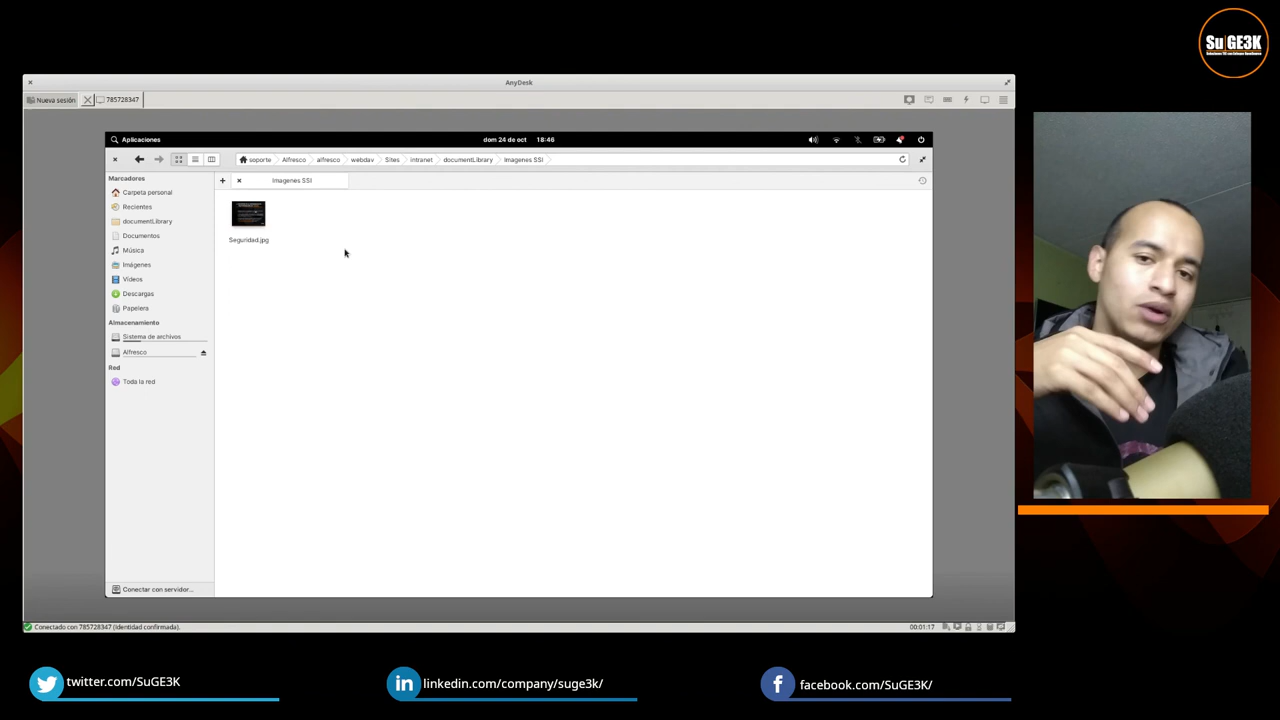 Su GE3K
AnyDesk
Nueva sesión
785728347
Aplicaciones
dom 24 de oct 18:46
soporte
Alfresco
alfresco
webdav
Sites
intranet
documentLibrary
Imagenes SSI
Marcadores
Imagenes SSI
Carpeta personal
Recientes
documentLibrary
Documentos
Música
Imágenes
Vídeos
Descargas
Papelera
Seguridad.jpg
Almacenamiento
Sistema de archivos
Alfresco
Red
Toda la red
Conectar con servidor...
Conectado con 785728347 (Identidad confirmada).
00:01:17
twitter.com/SuGE3K
linkedin.com/company/suge3k/
facebook.com/SuGE3K/